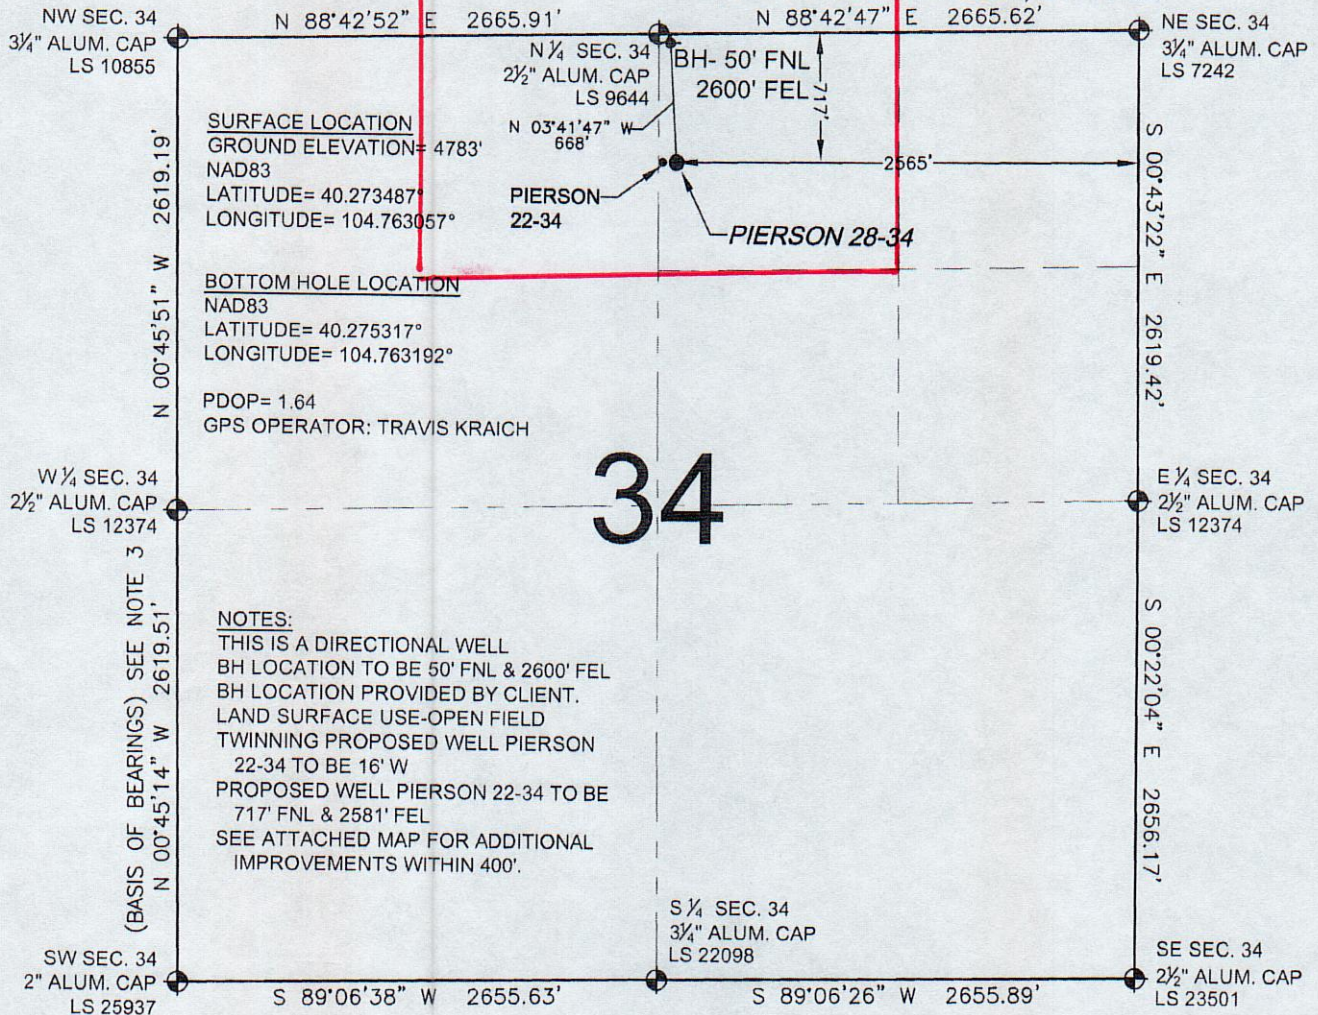 N 88°42'52" E 2665.91'
N 88°42'47" E 2665.62'
NW SEC. 34
3¼" ALUM. CAP
LS 10855
N ¼ SEC. 34
2½" ALUM. CAP
LS 9644
NE SEC. 34
3¼" ALUM. CAP
LS 7242
BH- 50' FNL
2600' FEL
717'
N 03°41'47" W
668'
2565'
PIERSON
22-34
PIERSON 28-34
SURFACE LOCATION
GROUND ELEVATION= 4783'
NAD83
LATITUDE= 40.273487°
LONGITUDE= 104.763057°
BOTTOM HOLE LOCATION
NAD83
LATITUDE= 40.275317°
LONGITUDE= 104.763192°
PDOP= 1.64
GPS OPERATOR: TRAVIS KRAICH
N 00°45'51" W 2619.19'
S 00°43'22" E 2619.42'
W ¼ SEC. 34
2½" ALUM. CAP
LS 12374
34
E ¼ SEC. 34
2½" ALUM. CAP
LS 12374
(BASIS OF BEARINGS) SEE NOTE 3
N 00°45'14" W 2619.51'
S 00°22'04" E 2656.17'
NOTES:
THIS IS A DIRECTIONAL WELL
BH LOCATION TO BE 50' FNL & 2600' FEL
BH LOCATION PROVIDED BY CLIENT.
LAND SURFACE USE-OPEN FIELD
TWINNING PROPOSED WELL PIERSON
22-34 TO BE 16' W
PROPOSED WELL PIERSON 22-34 TO BE
717' FNL & 2581' FEL
SEE ATTACHED MAP FOR ADDITIONAL
IMPROVEMENTS WITHIN 400'.
SW SEC. 34
2" ALUM. CAP
LS 25937
S ¼ SEC. 34
3¼" ALUM. CAP
LS 22098
SE SEC. 34
2½" ALUM. CAP
LS 23501
S 89°06'38" W 2655.63'
S 89°06'26" W 2655.89'